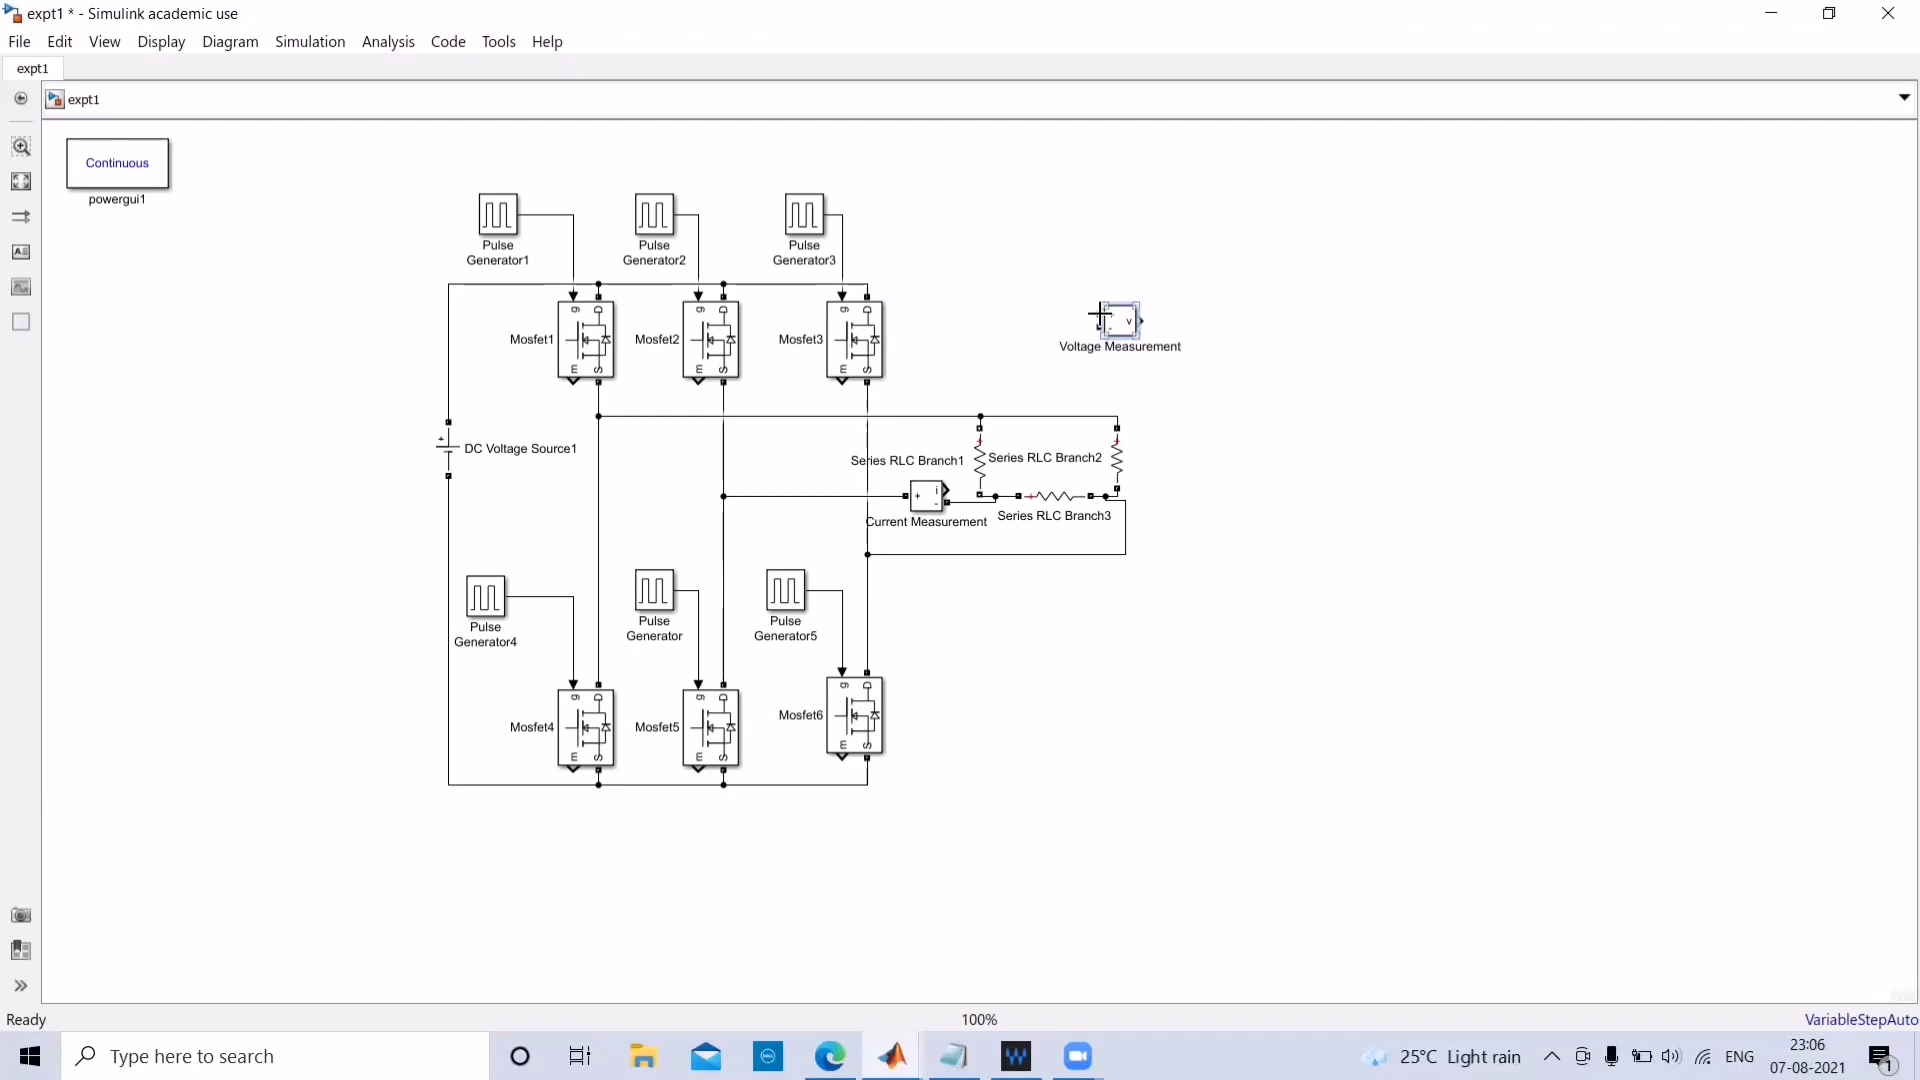 expt1 * - Simulink academic use
File Edit View Display Diagram Simulation Analysis Code Tools Help
expt1
expt1
Continuous
powergui1
Pulse
Generator1
Pulse
Generator2
Pulse
Generator3
g D
g D
g D
Mosfet1
Mosfet2
Mosfet3
m S
m S
m S
- v
Voltage Measurement
+
DC Voltage Source1
+
+
Series RLC Branch1
Series RLC Branch2
+ i
-
+
Current Measurement
Series RLC Branch3
Pulse
Generator4
Pulse
Generator
Pulse
Generator5
g D
g D
g D
Mosfet4
Mosfet5
Mosfet6
m S
m S
m S
Ready
100%
VariableStepAuto
Type here to search
DELL
W
25°C Light rain
ENG
23:06
07-08-2021
1